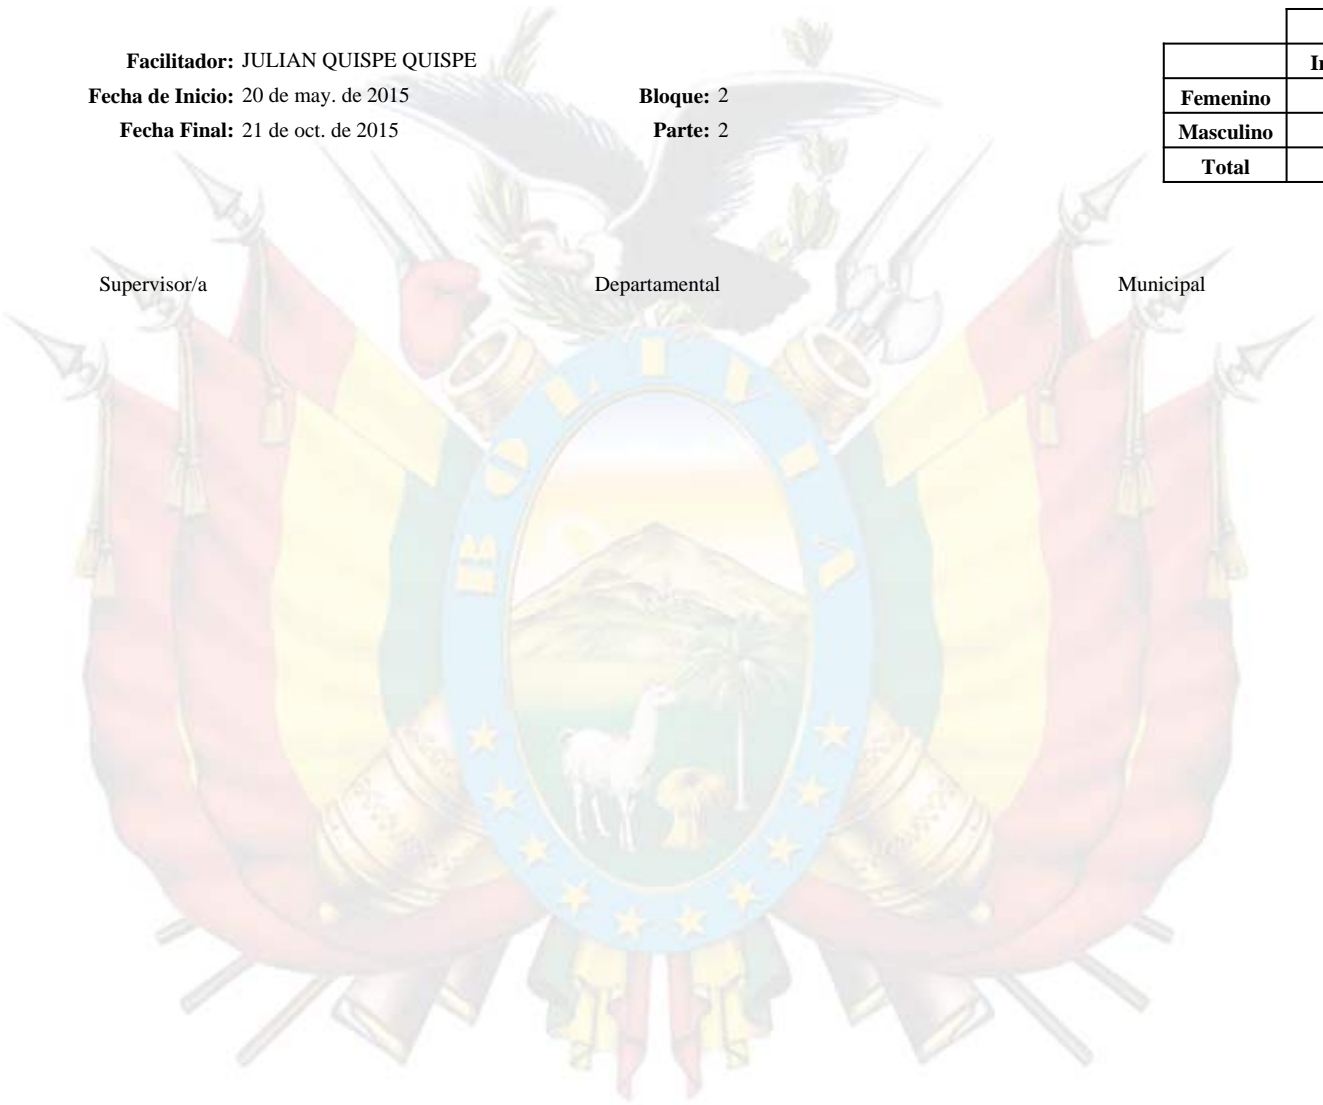 Facilitador: JULIAN QUISPE QUISPE
Fecha de Inicio: 20 de may. de 2015 Bloque: 2
Fecha Final: 21 de oct. de 2015 Parte: 2
Femenino
Masculino
Total
Supervisor/a Departamental Municipal
BOLIVIA